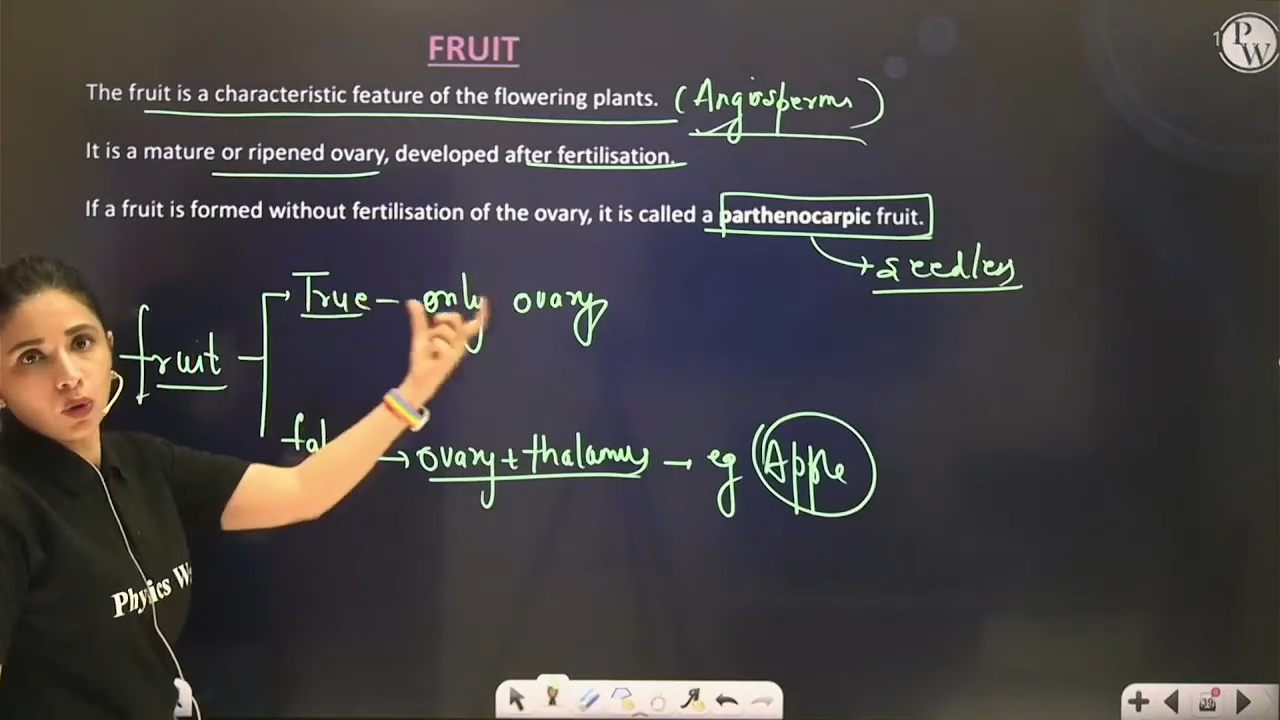 FRUIT
PW
The fruit is a characteristic feature of the flowering plants. (Angiosperms)
It is a mature or ripened ovary, developed after fertilisation.
If a fruit is formed without fertilisation of the ovary, it is called a parthenocarpic fruit.
seedless
True - only ovary
fruit
ovary + thalamus → eg Apple
Physics W